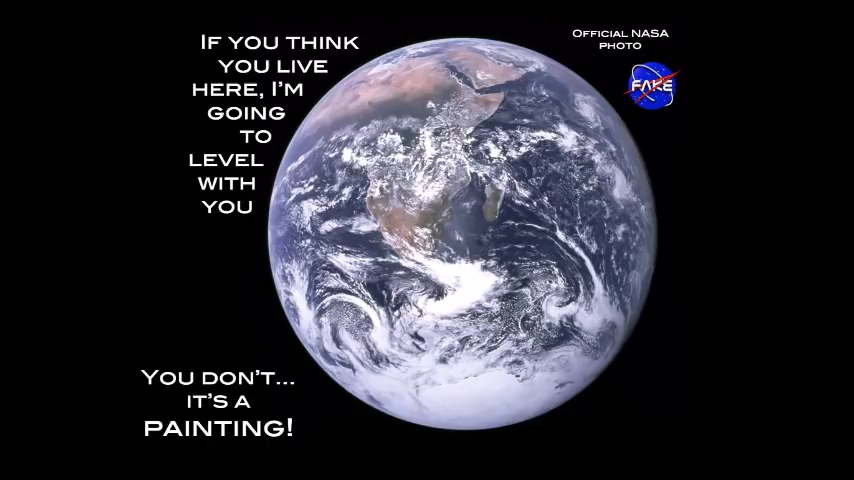 IF YOU THINK
YOU LIVE
HERE, I'M
GOING
TO
LEVEL
WITH
YOU
OFFICIAL NASA
PHOTO
FAKE
YOU DON'T...
IT'S A
PAINTING!